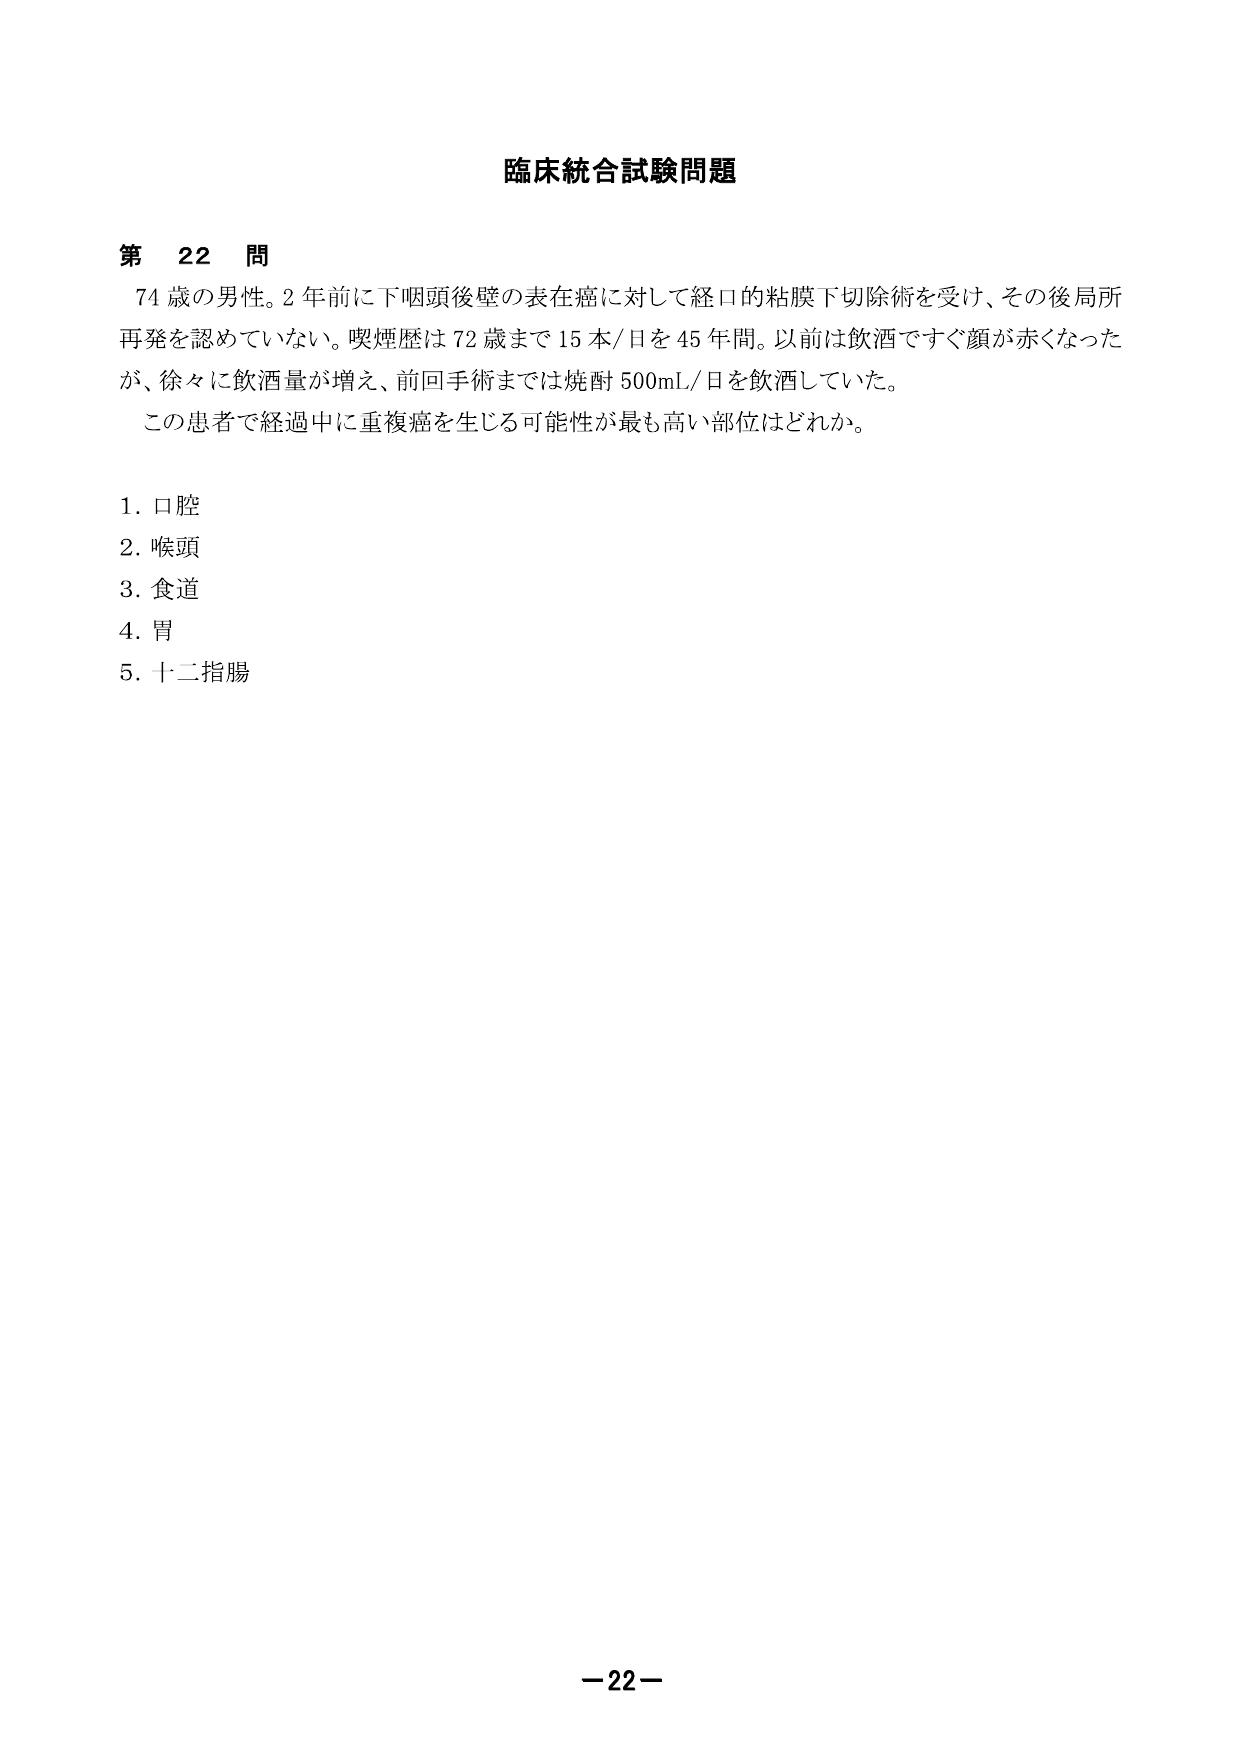 臨床統合試験問題
第 22 問
74 歳の男性。2 年前に下咽頭後壁の表在癌に対して経口的粘膜下切除術を受け、その後局所
再発を認めていない。喫煙歴は 72 歳まで 15 本/日を 45 年間。以前は飲酒ですぐ顔が赤くなった
が、徐々に飲酒量が増え、前回手術までは焼酎 500mL/日を飲酒していた。
この患者で経過中に重複癌を生じる可能性が最も高い部位はどれか。
1. 口腔
2. 喉頭
3. 食道
4. 胃
5. 十二指腸
－22－